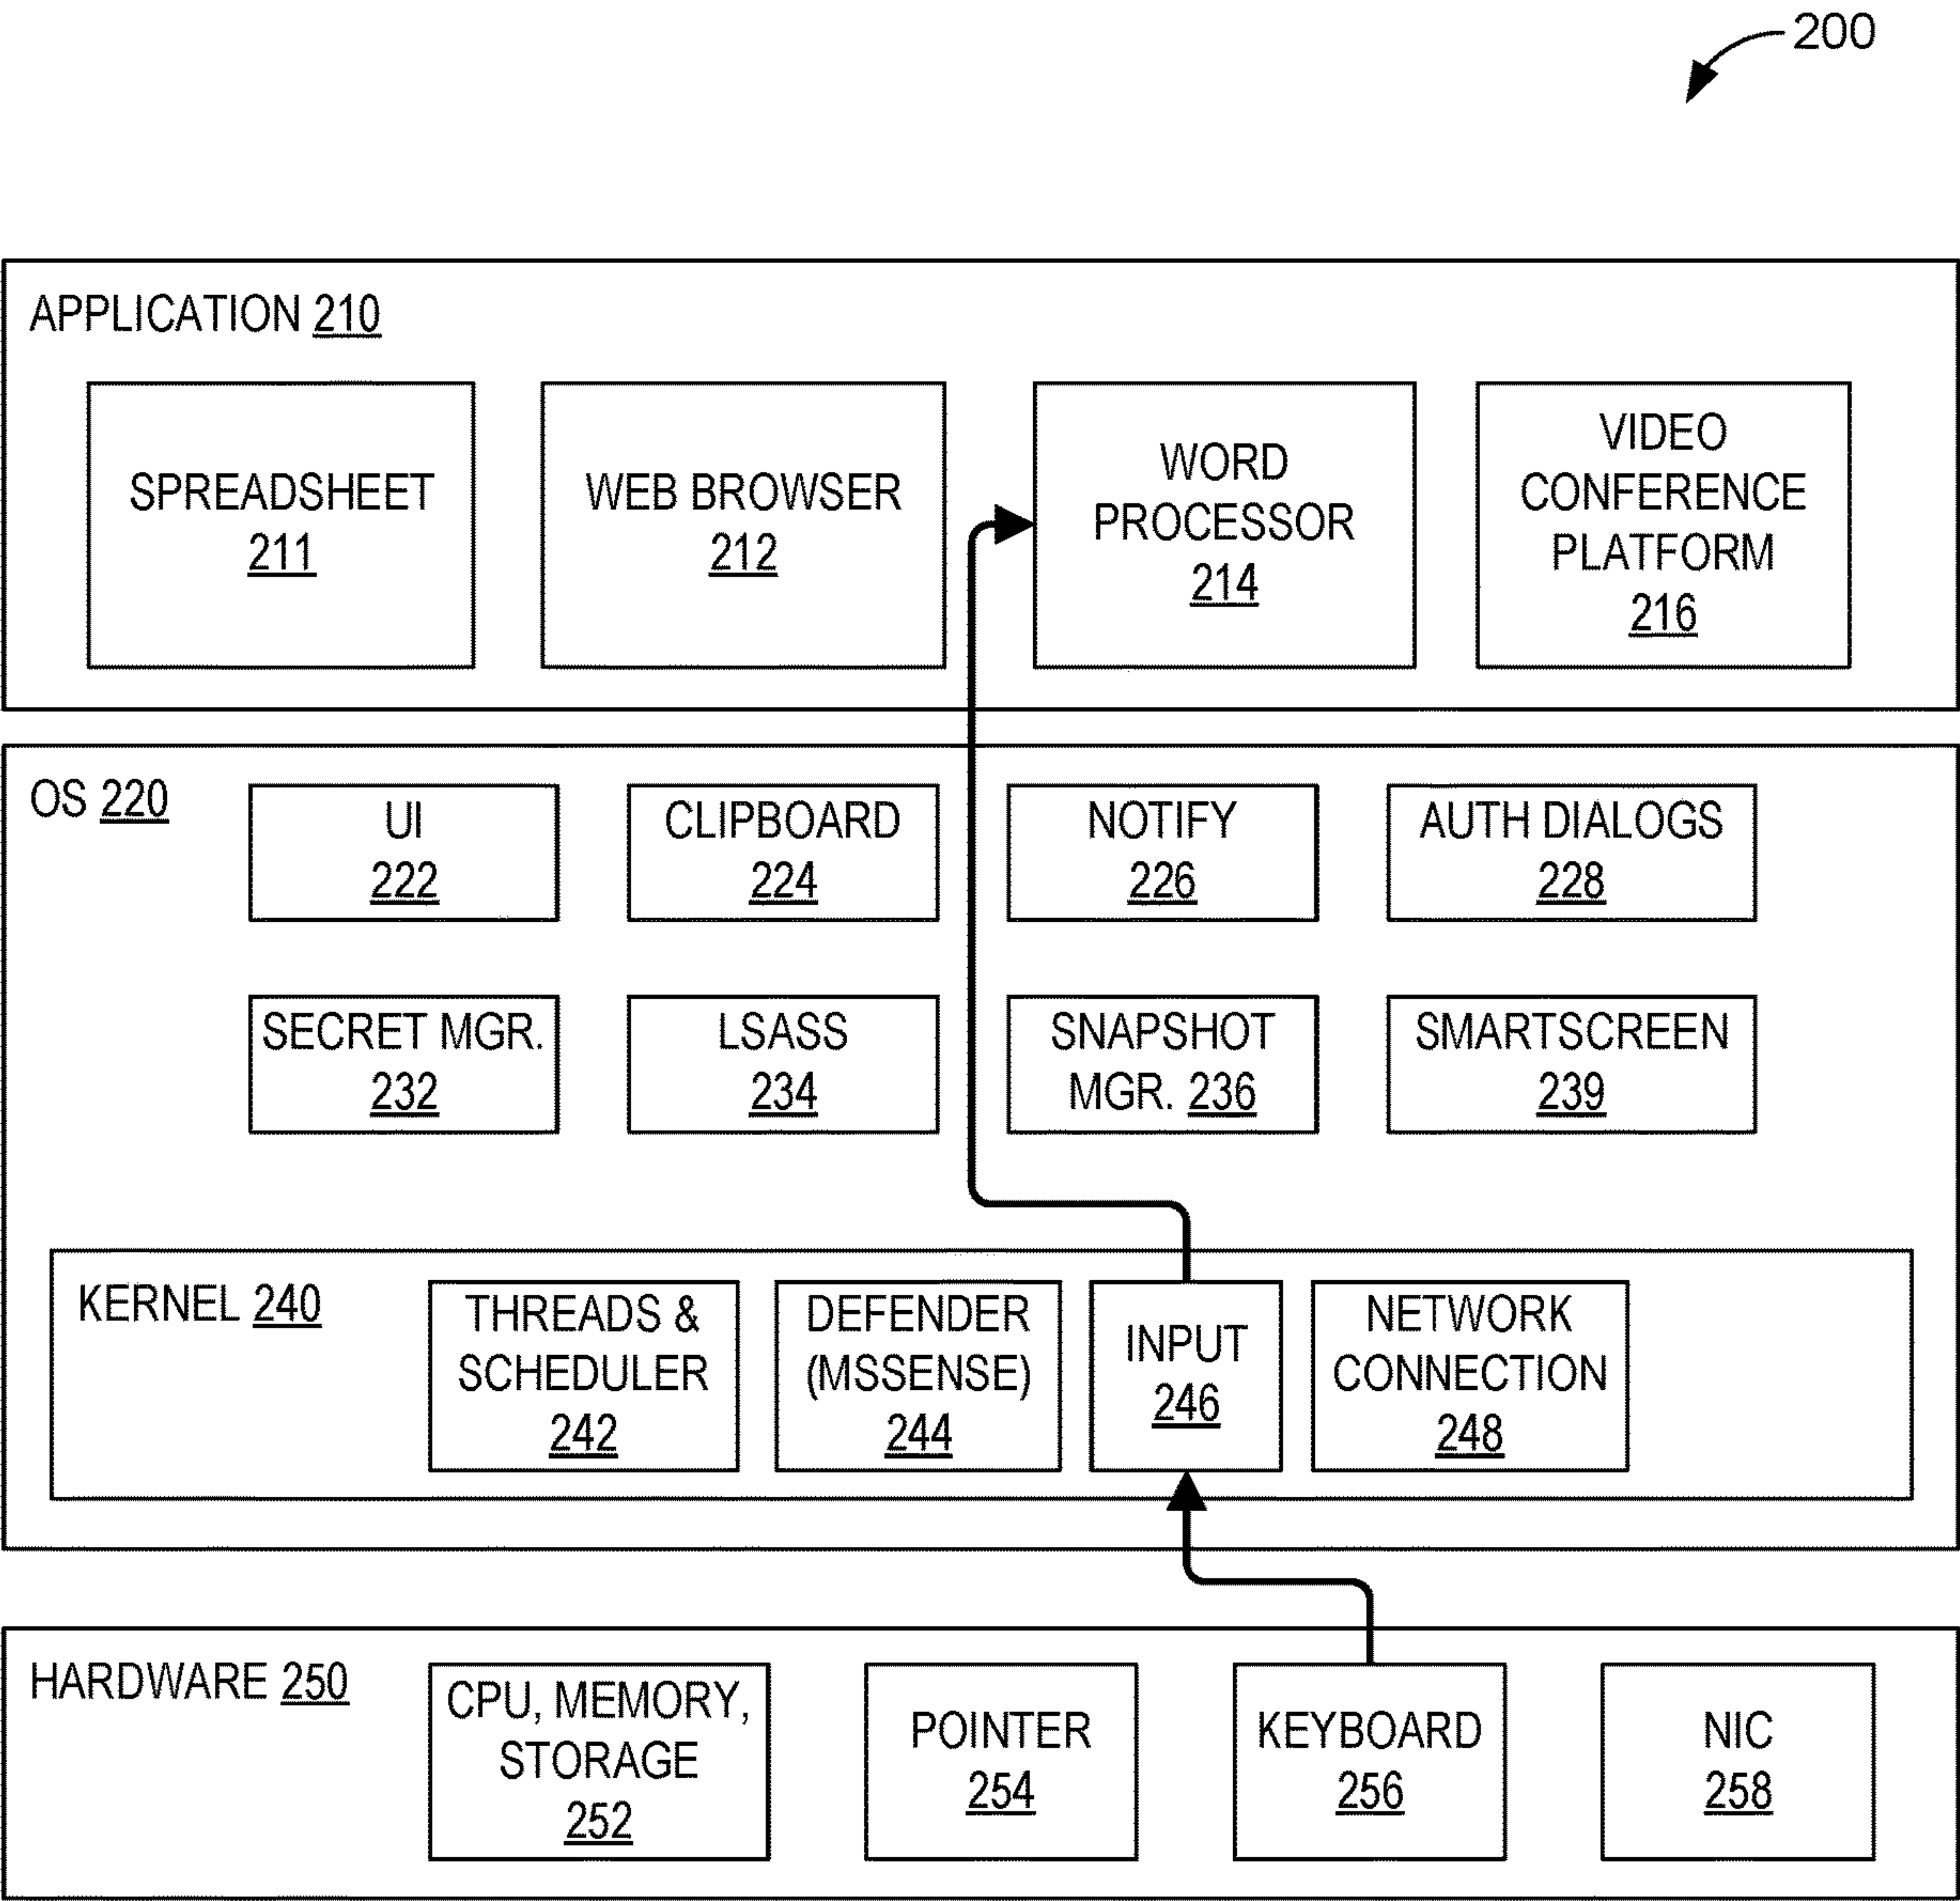 200
APPLICATION 210
SPREADSHEET
211
WEB BROWSER
212
WORD
PROCESSOR
214
VIDEO
CONFERENCE
PLATFORM
216
OS 220
UI
222
CLIPBOARD
224
NOTIFY
226
AUTH DIALOGS
228
SECRET MGR.
232
LSASS
234
SNAPSHOT
MGR. 236
SMARTSCREEN
239
KERNEL 240
THREADS &
SCHEDULER
242
DEFENDER
(MSSENSE)
244
INPUT
246
NETWORK
CONNECTION
248
HARDWARE 250
CPU, MEMORY,
STORAGE
252
POINTER
254
KEYBOARD
256
NIC
258